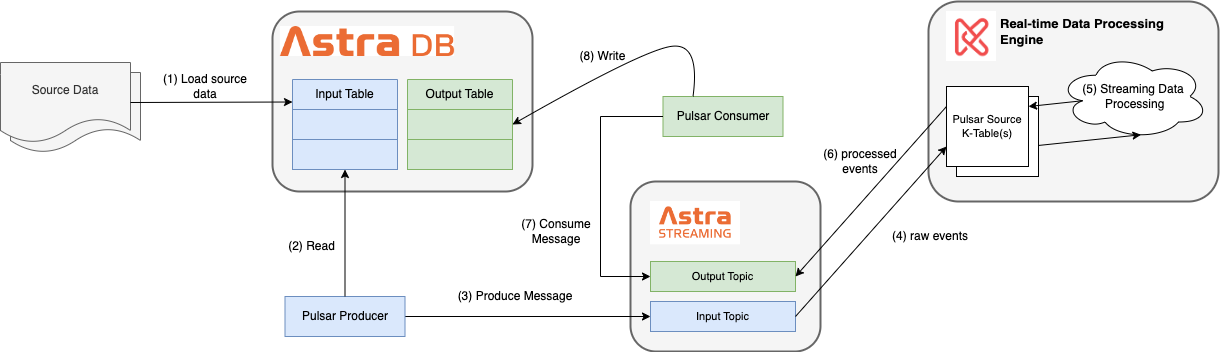 Source Data
(1) Load source
data
Astra DB
Input Table
Output Table
(8) Write
Pulsar Consumer
Real-time Data Processing
Engine
(5) Streaming Data
Processing
Pulsar Source
K-Table(s)
(6) processed
events
(2) Read
(7) Consume
Message
Astra
STREAMING
(4) raw events
Output Topic
Input Topic
(3) Produce Message
Pulsar Producer